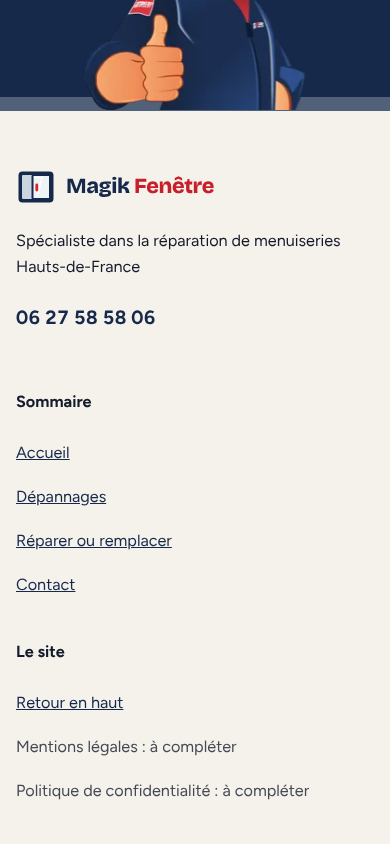 Magik Fenêtre
Spécialiste dans la réparation de menuiseries
Hauts-de-France
06 27 58 58 06
Sommaire
Accueil
Dépannages
Réparer ou remplacer
Contact
Le site
Retour en haut
Mentions légales : à compléter
Politique de confidentialité : à compléter